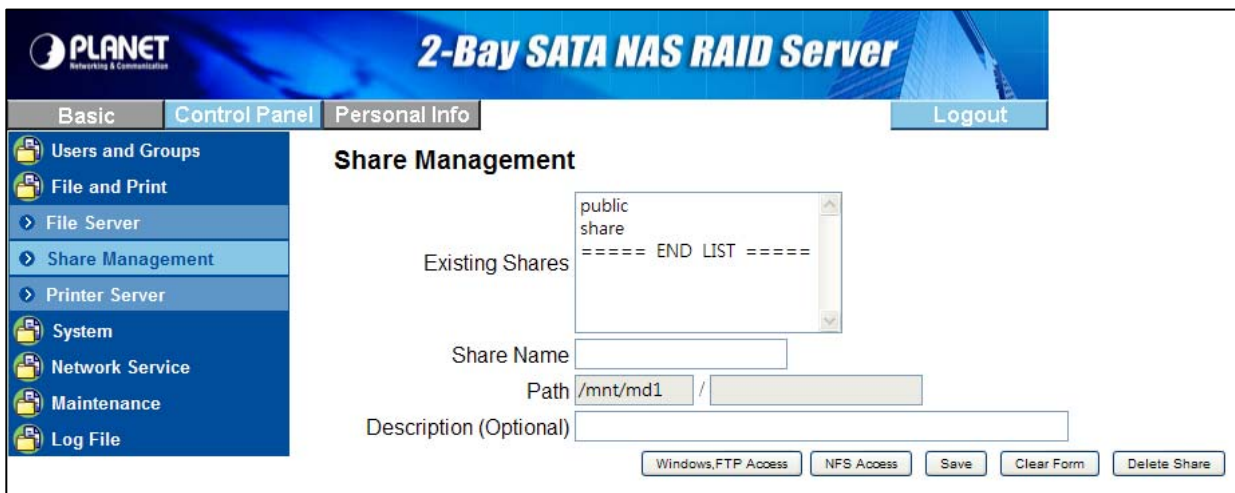 PLANET
Networking & Communication
2-Bay SATA NAS RAID Server
Basic Control Panel Personal Info Logout
Users and Groups
File and Print
File Server
Share Management
Printer Server
System
Network Service
Maintenance
Log File
Share Management
Existing Shares
public
share
===== END LIST =====
Share Name
Path /mnt/md1 /
Description (Optional)
Windows,FTP Access NFS Access Save Clear Form Delete Share